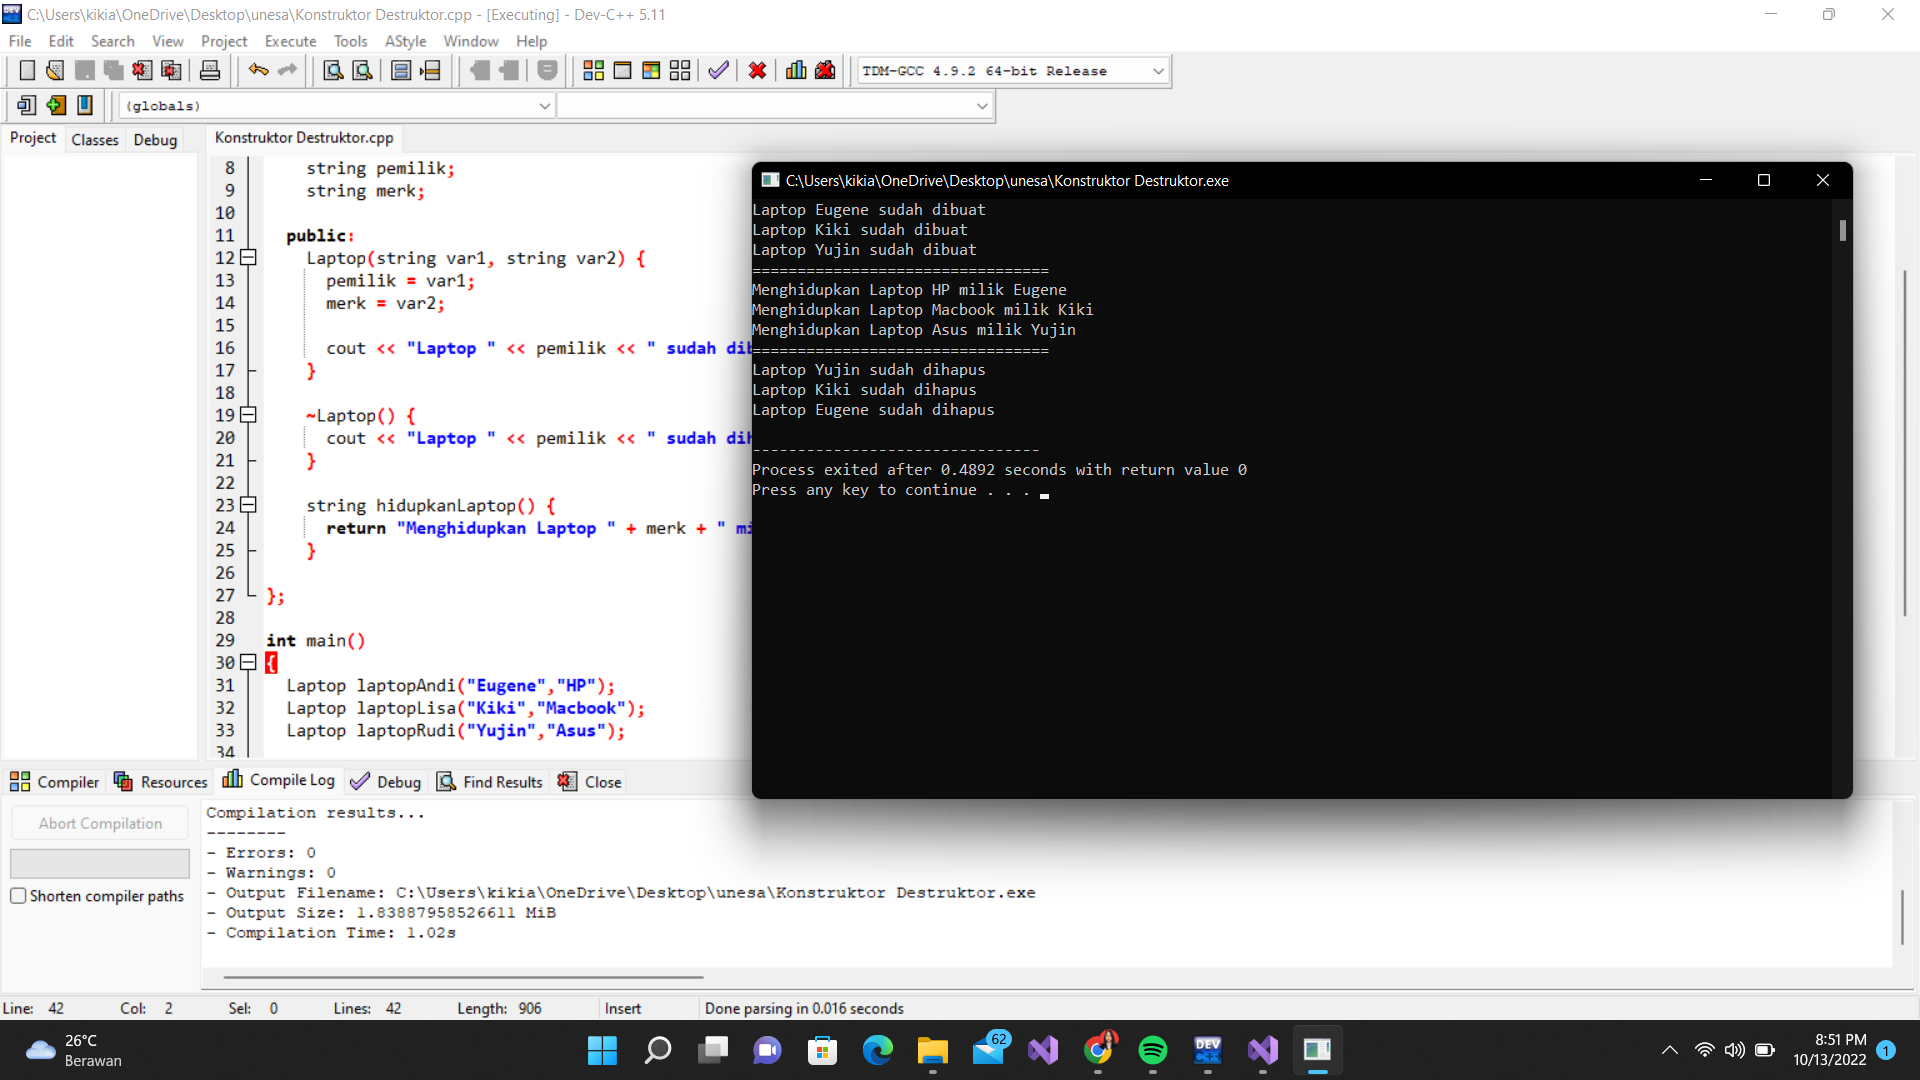 C:\Users\kikia\OneDrive\Desktop\unesa\Konstruktor Destruktor.cpp - [Executing] - Dev-C++ 5.11
File Edit Search View Project Execute Tools AStyle Window Help
TDM-GCC 4.9.2 64-bit Release
(globals)
Project Classes Debug
Konstruktor Destruktor.cpp
8 string pemilik;
9 string merk;
10
11 public:
12 Laptop(string var1, string var2) {
13 pemilik = var1;
14 merk = var2;
15
16 cout << "Laptop " << pemilik << " sudah dib
17 }
18
19 ~Laptop() {
20 cout << "Laptop " << pemilik << " sudah dih
21 }
22
23 string hidupkanLaptop() {
24 return "Menghidupkan Laptop " + merk + " mi
25 }
26
27 };
28
29 int main()
30 {
31 Laptop laptopAndi("Eugene","HP");
32 Laptop laptopLisa("Kiki","Macbook");
33 Laptop laptopRudi("Yujin","Asus");
34
C:\Users\kikia\OneDrive\Desktop\unesa\Konstruktor Destruktor.exe
Laptop Eugene sudah dibuat
Laptop Kiki sudah dibuat
Laptop Yujin sudah dibuat
=================================
Menghidupkan Laptop HP milik Eugene
Menghidupkan Laptop Macbook milik Kiki
Menghidupkan Laptop Asus milik Yujin
=================================
Laptop Yujin sudah dihapus
Laptop Kiki sudah dihapus
Laptop Eugene sudah dihapus
--------------------------------
Process exited after 0.4892 seconds with return value 0
Press any key to continue . . .
Compiler Resources Compile Log Debug Find Results Close
Abort Compilation
Shorten compiler paths
Compilation results...
--------
- Errors: 0
- Warnings: 0
- Output Filename: C:\Users\kikia\OneDrive\Desktop\unesa\Konstruktor Destruktor.exe
- Output Size: 1.83887958526611 MiB
- Compilation Time: 1.02s
Line: 42 Col: 2 Sel: 0 Lines: 42 Length: 906 Insert Done parsing in 0.016 seconds
26°C
Berawan
62
DEV
C++
8:51 PM
10/13/2022
1